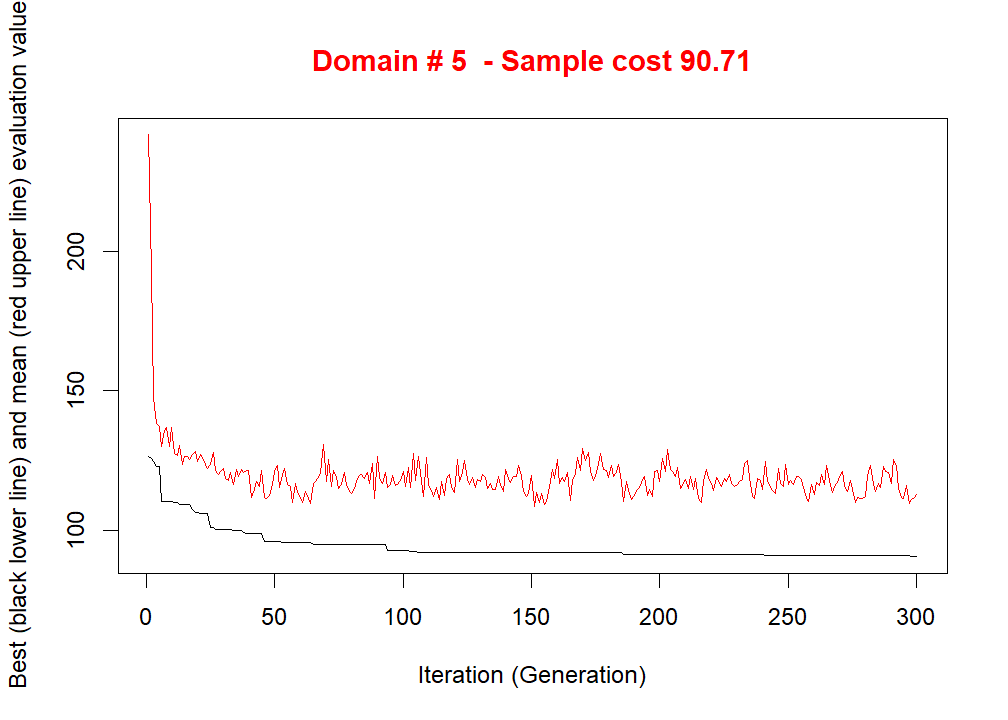 Domain # 5  - Sample cost 90.71
Best (black lower line) and mean (red upper line) evaluation value
200
150
100
0 50 100 150 200 250 300
Iteration (Generation)